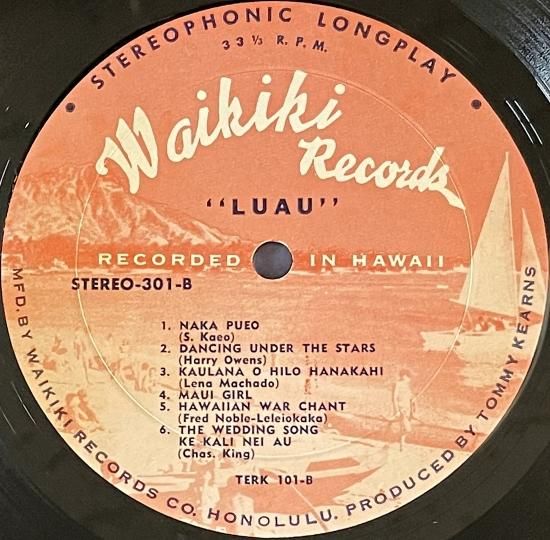 STEREOPHONIC LONGPLAY
33⅓ R.P.M.
Waikiki
Records
"LUAU"
RECORDED IN HAWAII
STEREO-301-B
1. NAKA PUEO
(S. Kaeo)
2. DANCING UNDER THE STARS
(Harry Owens)
3. KAULANA O HILO HANAKAHI
(Lena Machado)
4. MAUI GIRL
5. HAWAIIAN WAR CHANT
(Fred Noble-Leleiokaka)
6. THE WEDDING SONG
KE KALI NEI AU
(Chas. King)
TERK 101-B
MFD. BY WAIKIKI RECORDS CO. HONOLULU. PRODUCED BY TOMMY KEARNS